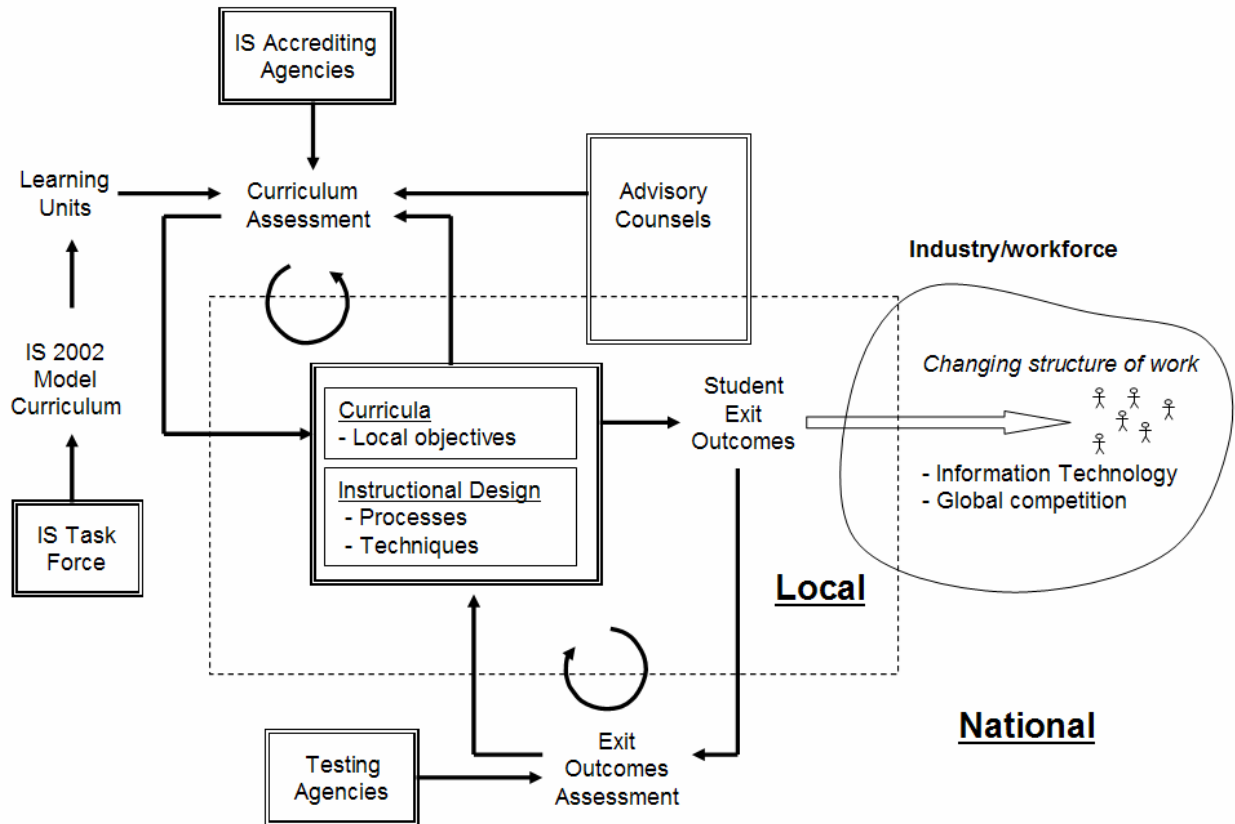 IS Accrediting
Agencies
Learning
Units
Curriculum
Assessment
Advisory
Counsels
Industry/workforce
IS 2002
Model
Curriculum
Changing structure of work
Student
Exit
Outcomes
Curricula
- Local objectives
Instructional Design
- Processes
- Techniques
- Information Technology
- Global competition
IS Task
Force
Local
National
Testing
Agencies
Exit
Outcomes
Assessment